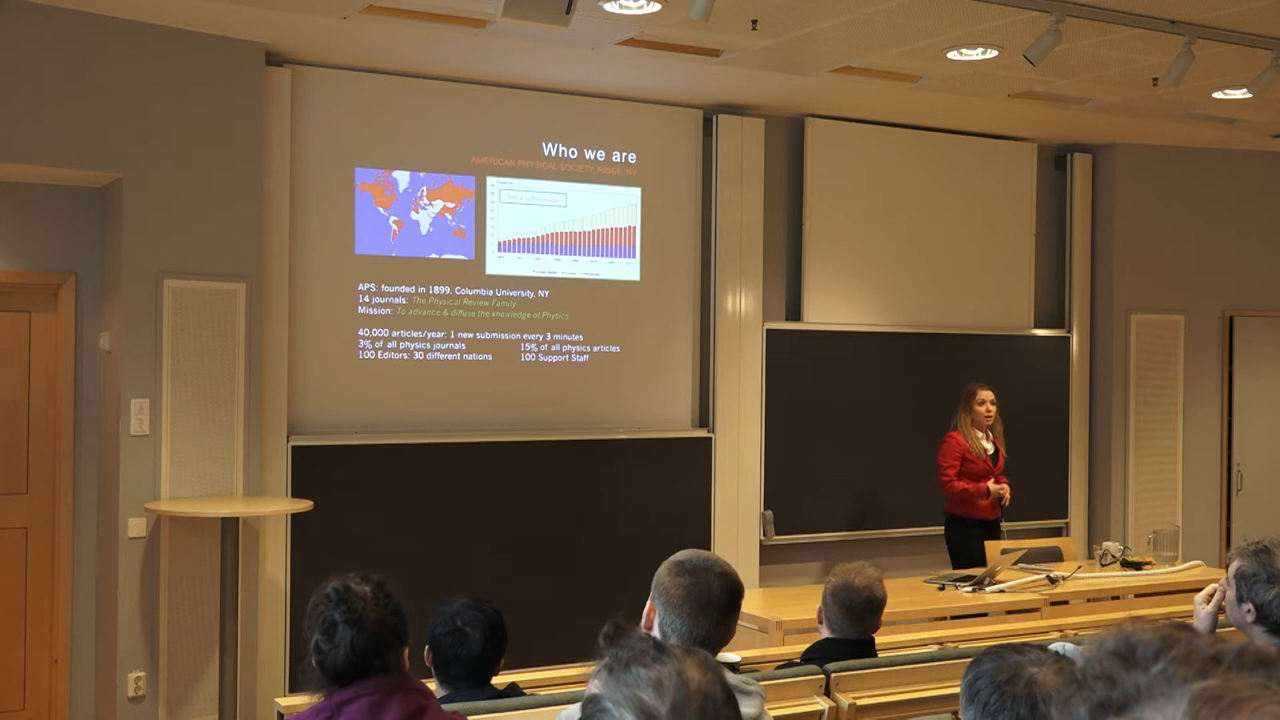 Who we are
AMERICAN PHYSICAL SOCIETY, RIDGE, NY
Total submissions
APS: founded in 1899, Columbia University, NY
14 journals: The Physical Review Family
Mission: To advance & diffuse the knowledge of Physics
40,000 articles/year: 1 new submission every 3 minutes
3% of all physics journals 15% of all physics articles
100 Editors: 30 different nations 100 Support Staff